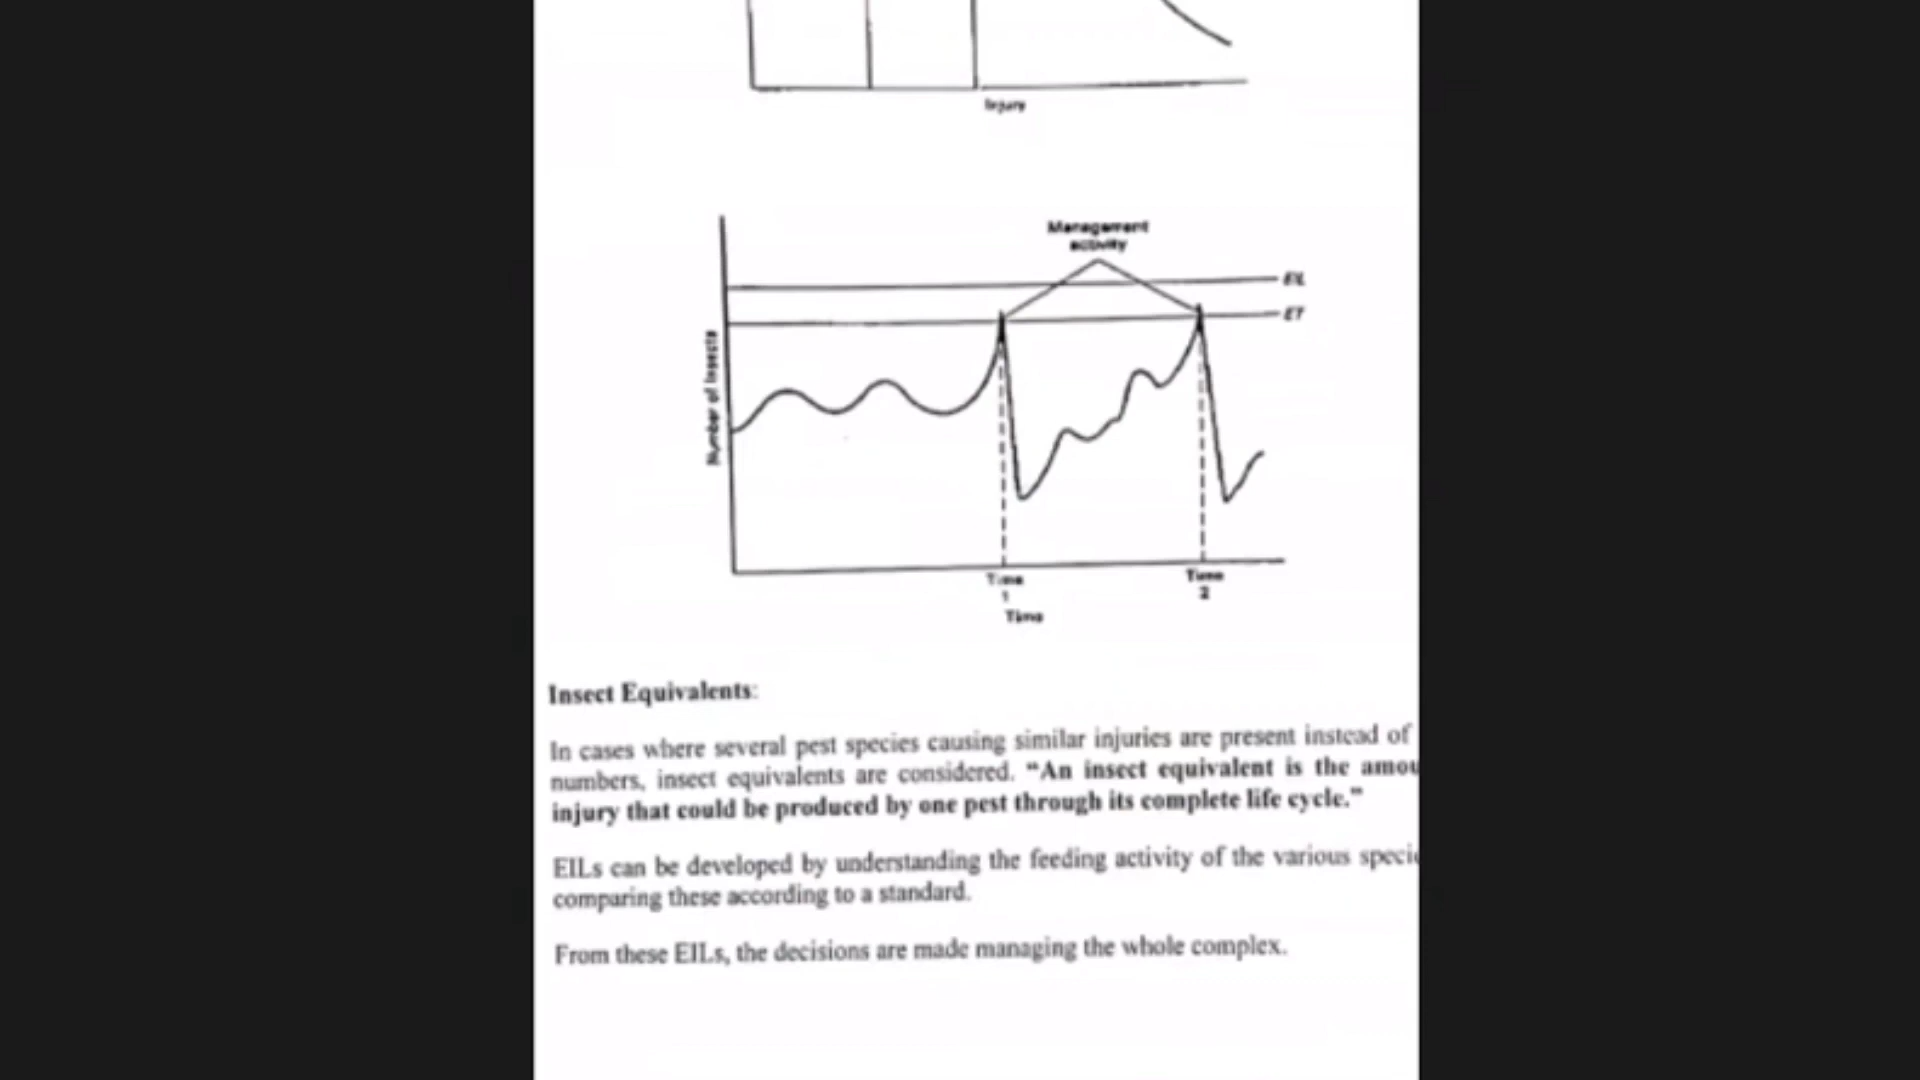 Injury
Management
activity
EIL
ET
Number of insects
Time
1
Time
2
Time
Insect Equivalents:
In cases where several pest species causing similar injuries are present instead of
numbers, insect equivalents are considered. “An insect equivalent is the amou
injury that could be produced by one pest through its complete life cycle.”
EILs can be developed by understanding the feeding activity of the various speci
comparing these according to a standard.
From these EILs, the decisions are made managing the whole complex.